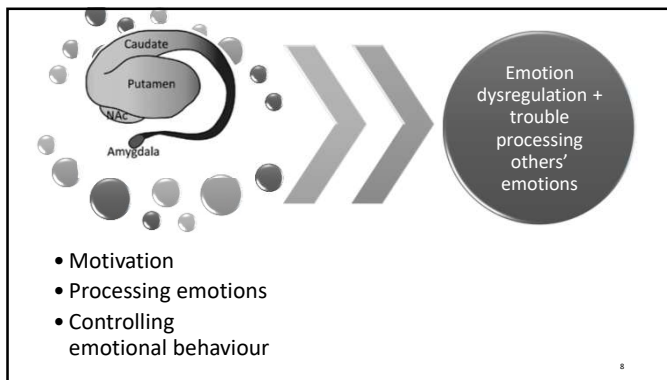 Caudate
Putamen
NAc
Amygdala
Emotion
dysregulation +
trouble
processing
others’
emotions
• Motivation
• Processing emotions
• Controlling
emotional behaviour
8